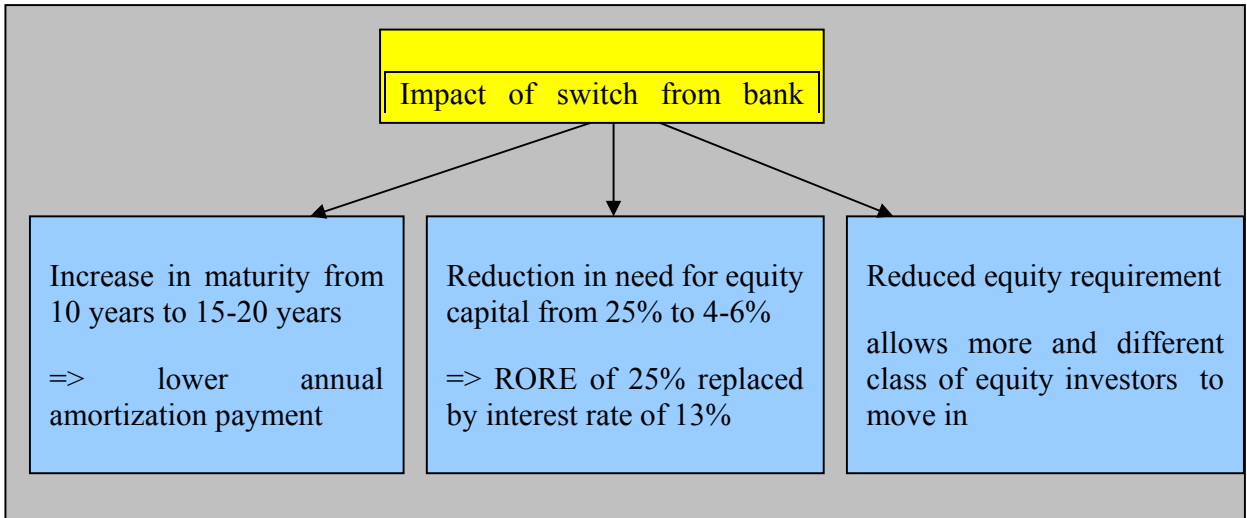 Impact of switch from bank
Increase in maturity from
10 years to 15-20 years
=> lower annual
amortization payment
Reduction in need for equity
capital from 25% to 4-6%
=> RORE of 25% replaced
by interest rate of 13%
Reduced equity requirement
allows more and different
class of equity investors to
move in